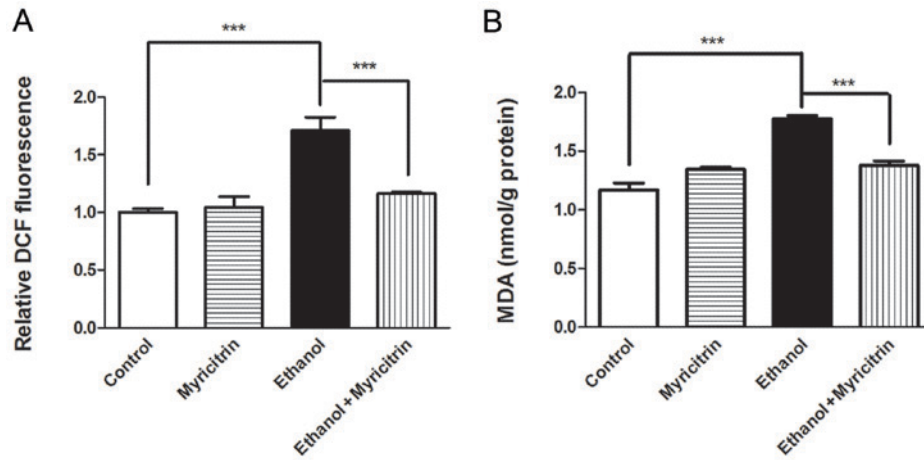 A
***
***
Relative DCF fluorescence
2.0
1.5
1.0
0.5
0.0
Control
Myricitrin
Ethanol
Ethanol + Myricitrin
B
***
***
MDA (nmol/g protein)
2.0
1.5
1.0
0.5
0.0
Control
Myricitrin
Ethanol
Ethanol + Myricitrin